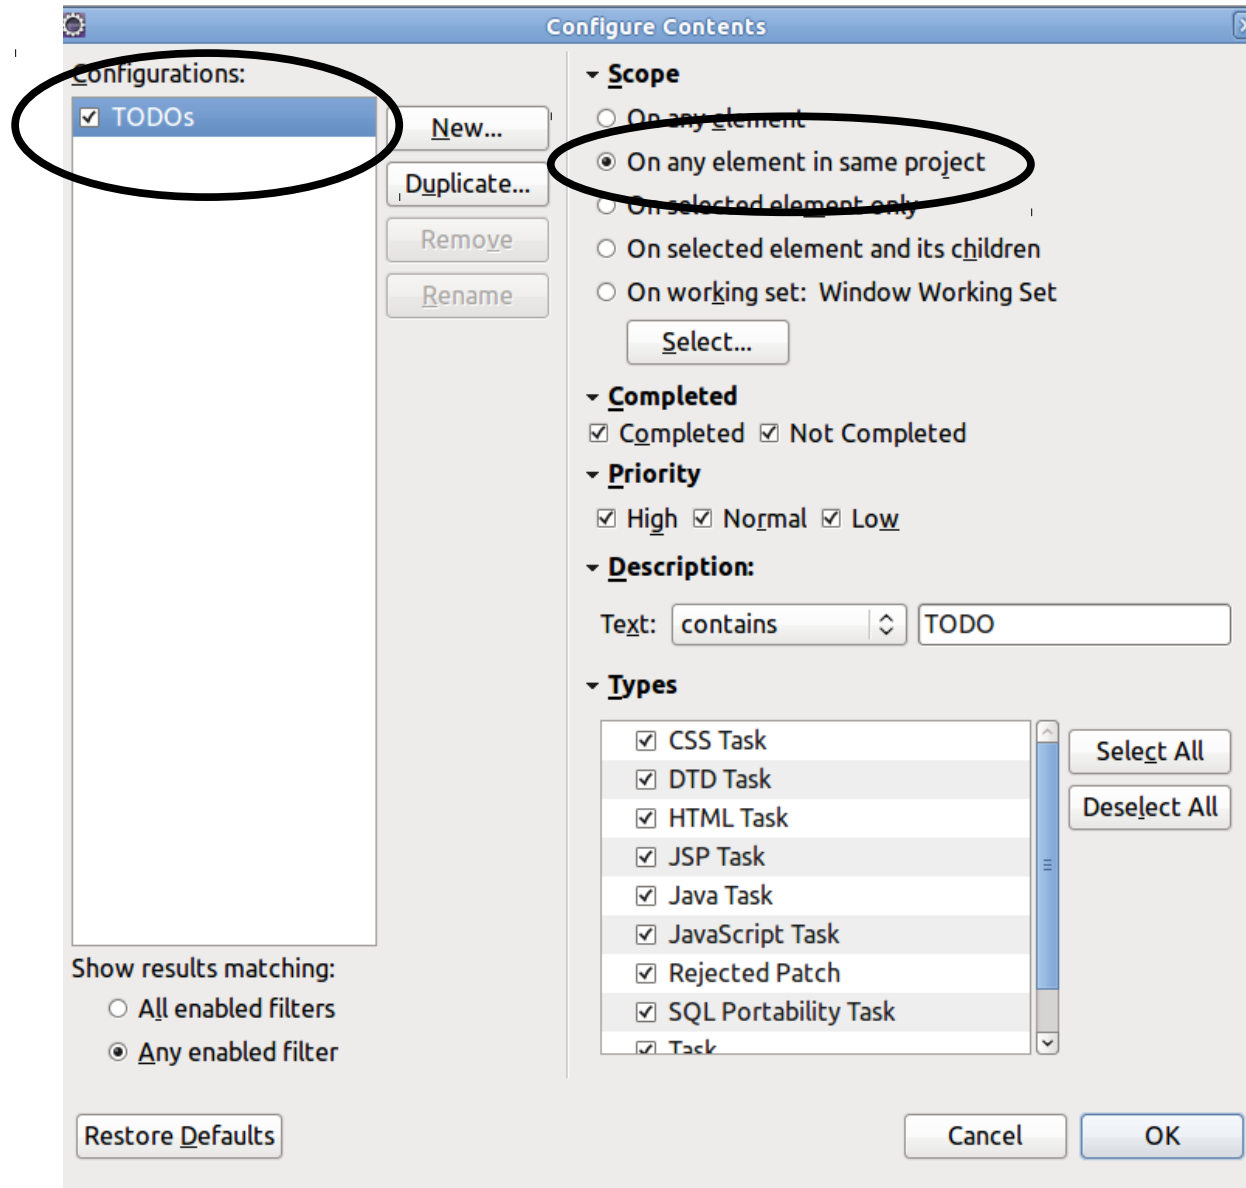 Configure Contents
Configurations:
TODOs
New...
Duplicate...
Remove
Rename
Show results matching:
All enabled filters
Any enabled filter
Scope
On any element
On any element in same project
On selected element only
On selected element and its children
On working set:  Window Working Set
Select...
Completed
Completed Not Completed
Priority
High Normal Low
Description:
Text: contains TODO
Types
CSS Task
DTD Task
HTML Task
JSP Task
Java Task
JavaScript Task
Rejected Patch
SQL Portability Task
Task
Select All
Deselect All
Restore Defaults
Cancel
OK